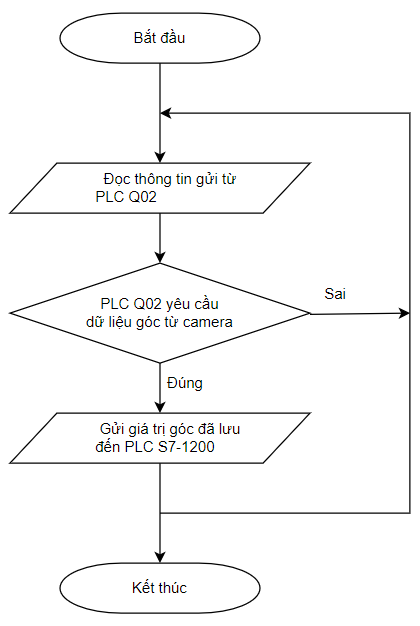 Bắt đầu
Đọc thông tin gửi từ
PLC Q02
PLC Q02 yêu cầu
dữ liệu góc từ camera
Sai
Đúng
Gửi giá trị góc đã lưu
đến PLC S7-1200
Kết thúc